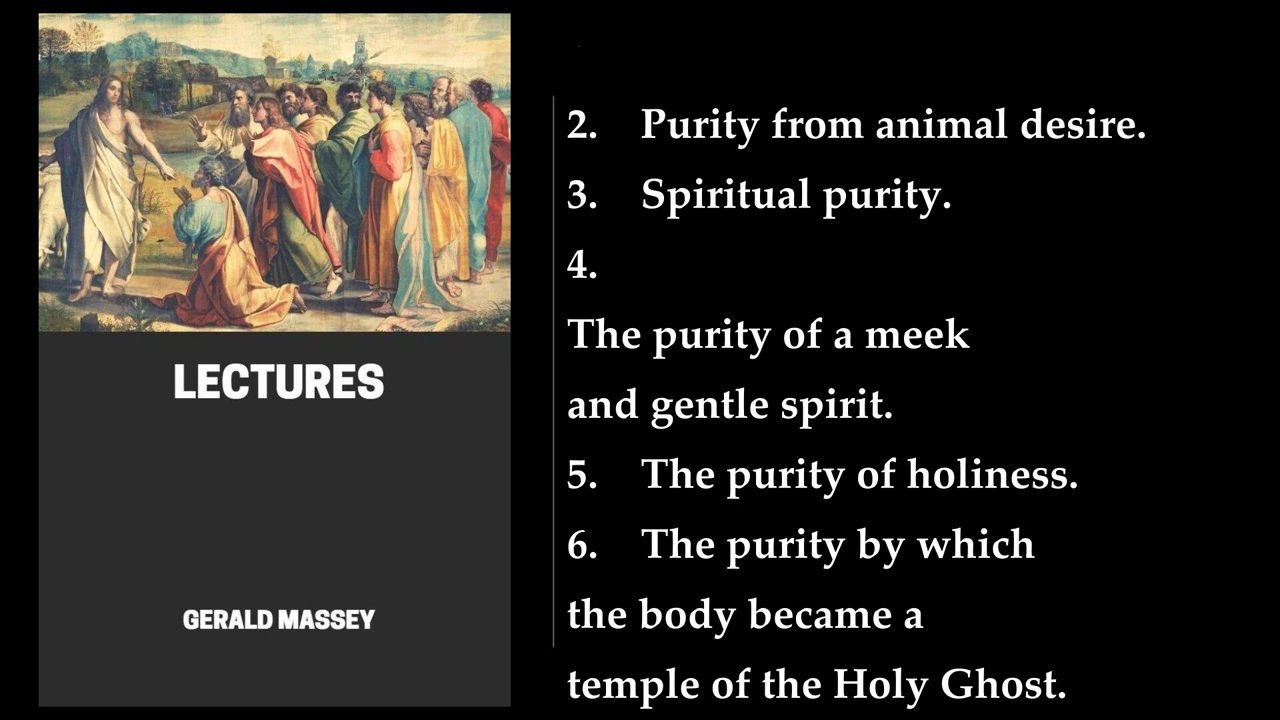 LECTURES
GERALD MASSEY
2. Purity from animal desire.
3. Spiritual purity.
4.
The purity of a meek
and gentle spirit.
5. The purity of holiness.
6. The purity by which
the body became a
temple of the Holy Ghost.